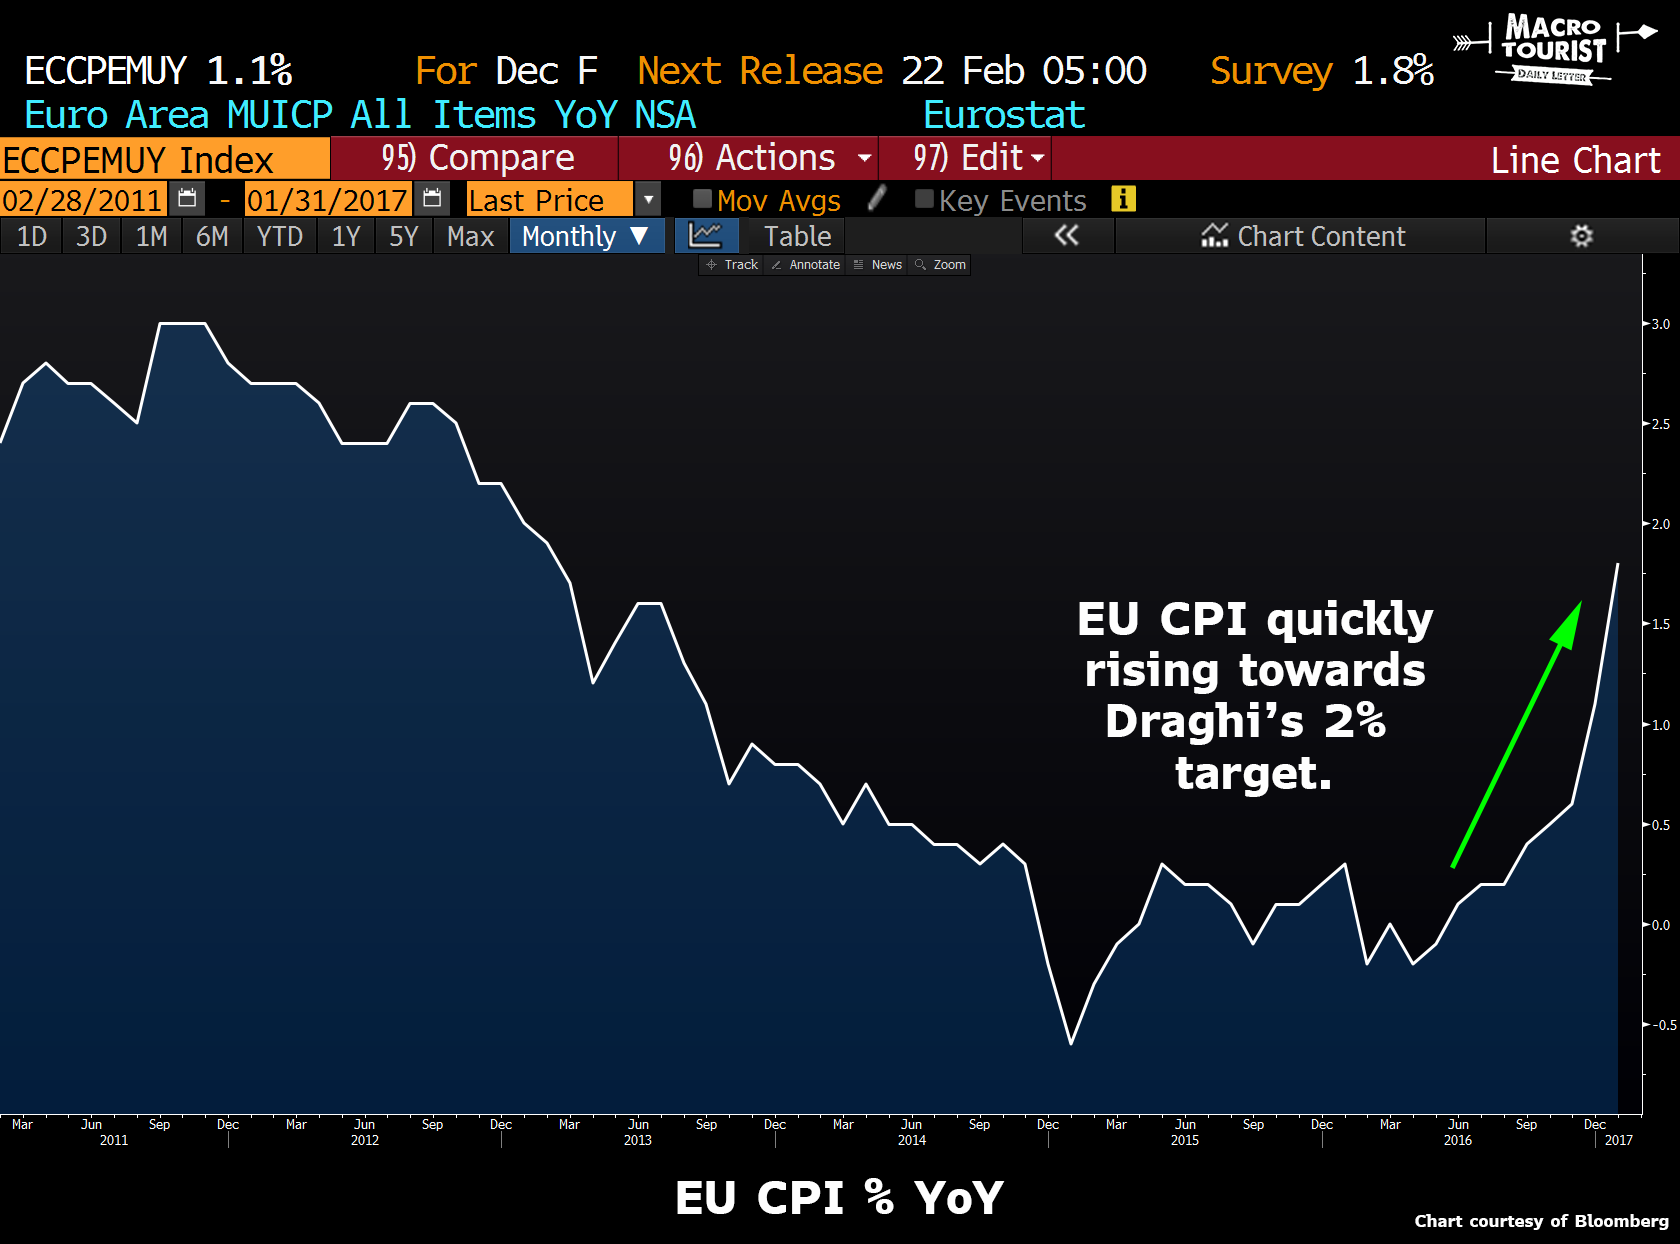 MACRO
TOURIST
DAILY LETTER
ECCPEMUY 1.1% For Dec F Next Release 22 Feb 05:00 Survey 1.8%
Euro Area MUICP All Items YoY NSA Eurostat
ECCPEMUY Index 95) Compare 96) Actions 97) Edit Line Chart
02/28/2011 - 01/31/2017 Last Price Mov Avgs Key Events i
1D 3D 1M 6M YTD 1Y 5Y Max Monthly ▼ Table « Chart Content
Track Annotate News Zoom
3.0
2.5
2.0
1.5
1.0
0.5
0.0
-0.5
EU CPI quickly
rising towards
Draghi’s 2%
target.
Mar Jun Sep Dec Mar Jun Sep Dec Mar Jun Sep Dec Mar Jun Sep Dec Mar Jun Sep Dec Mar Jun Sep Dec
2011 2012 2013 2014 2015 2016 2017
EU CPI % YoY
Chart courtesy of Bloomberg